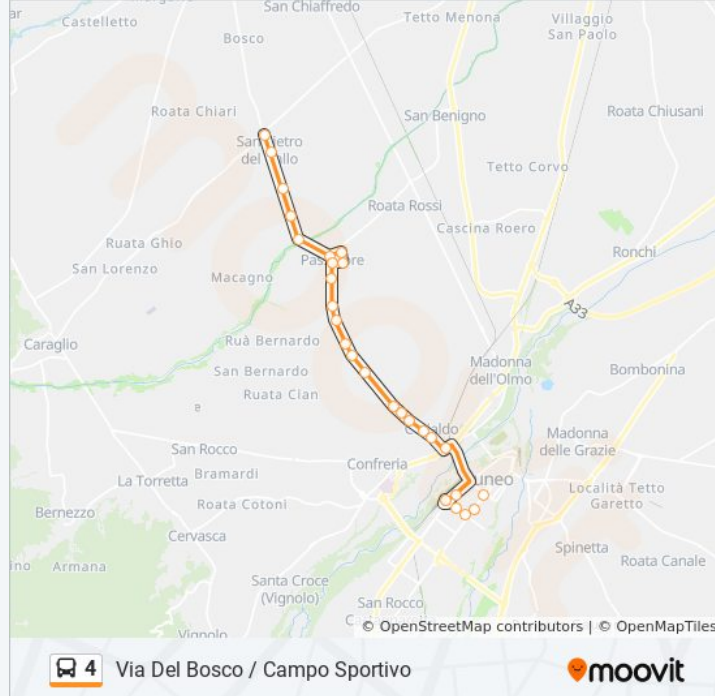 San Chiaffredo
Castelletto
Tetto Menona
Villaggio
San Paolo
Bosco
Roata Chiari
San Benigno
Roata Chiusani
del
Tetto Corvo
Roata Rossi
Cascina Roero
Ruata Ghio
Ronchi
San Lorenzo
Macagno
A33
Ruà Bernardo
Caraglio
Madonna
dell'Olmo
San Bernardo
Bombonina
Ruata Cian
e
Madonna
delle Grazie
San Rocco
Confreria
Bramardi
La Torretta
Località Tetto
Garetto
Roata Cotoni
Bernezzo
Cervasca
Spinetta
Armana
Roata Canale
Santa Croce
(Vignolo)
San Rocco
Vignolo
© OpenStreetMap contributors | © OpenMapTiles
4 Via Del Bosco / Campo Sportivo
moovit